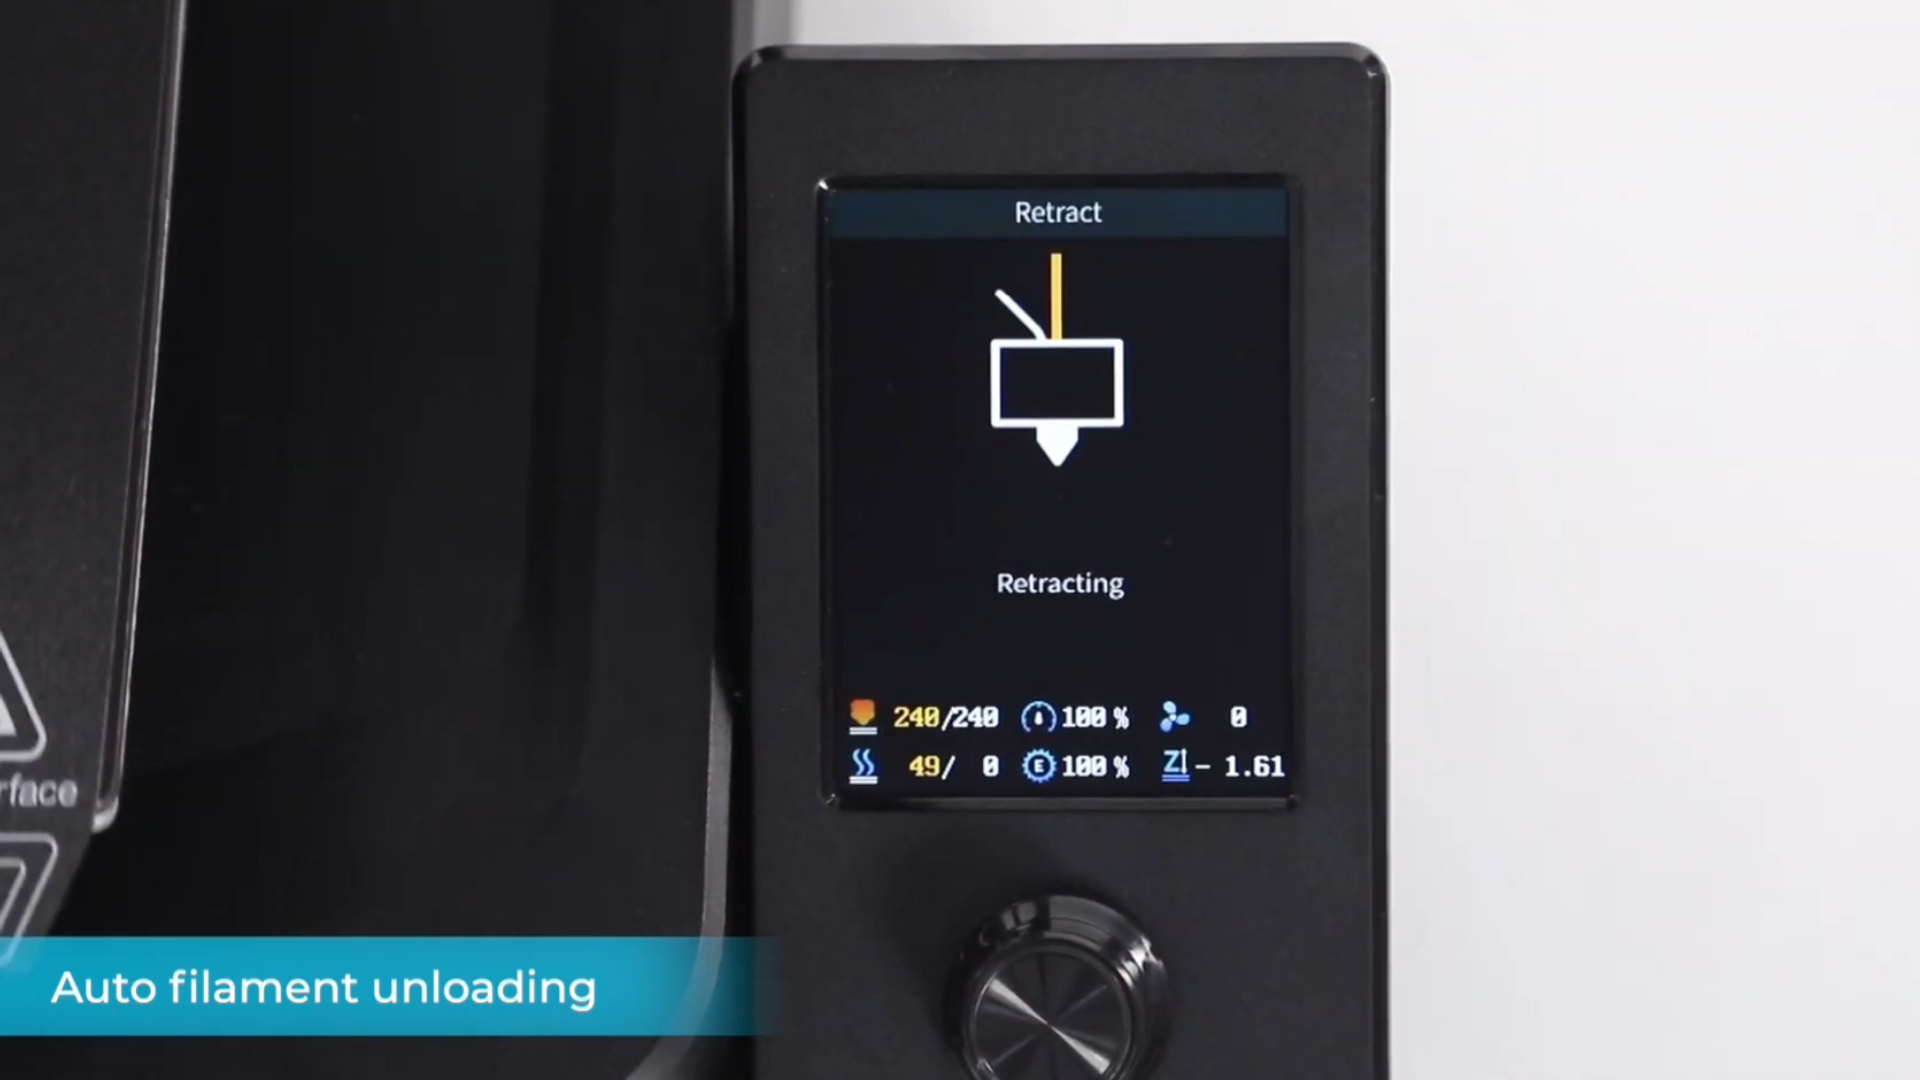 Retract
Retracting
240/240 100 % 0
49/ 0 E 100 % Z - 1.61
rface
Auto filament unloading